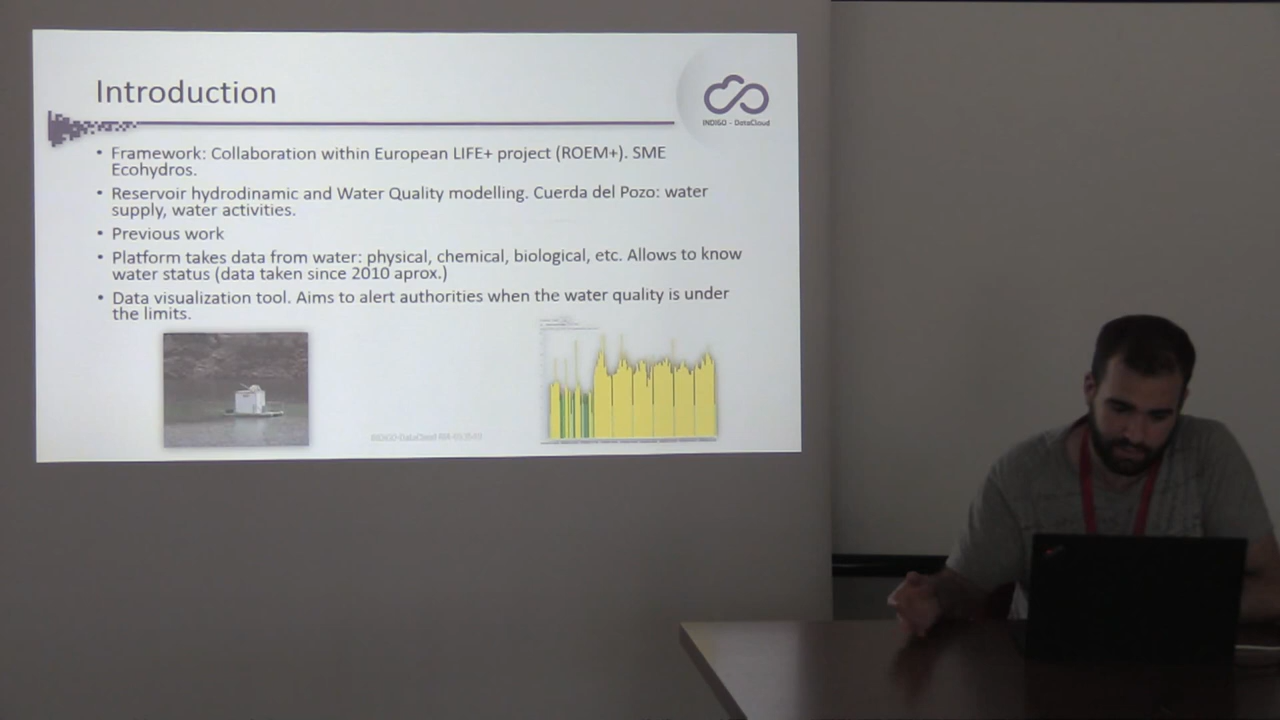 Introduction
INDIGO - DataCloud
• Framework: Collaboration within European LIFE+ project (ROEM+). SME
Ecohydros.
• Reservoir hydrodinamic and Water Quality modelling. Cuerda del Pozo: water
supply, water activities.
• Previous work
• Platform takes data from water: physical, chemical, biological, etc. Allows to know
water status (data taken since 2010 aprox.)
• Data visualization tool. Aims to alert authorities when the water quality is under
the limits.
INDIGO-DataCloud